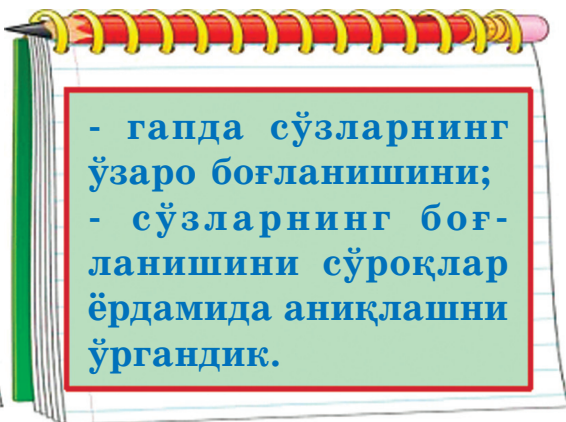 - гапда сўзларнинг
ўзаро боғланишини;
- сўзларнинг боғ-
ланишини сўроқлар
ёрдамида аниқлашни
ўргандик.